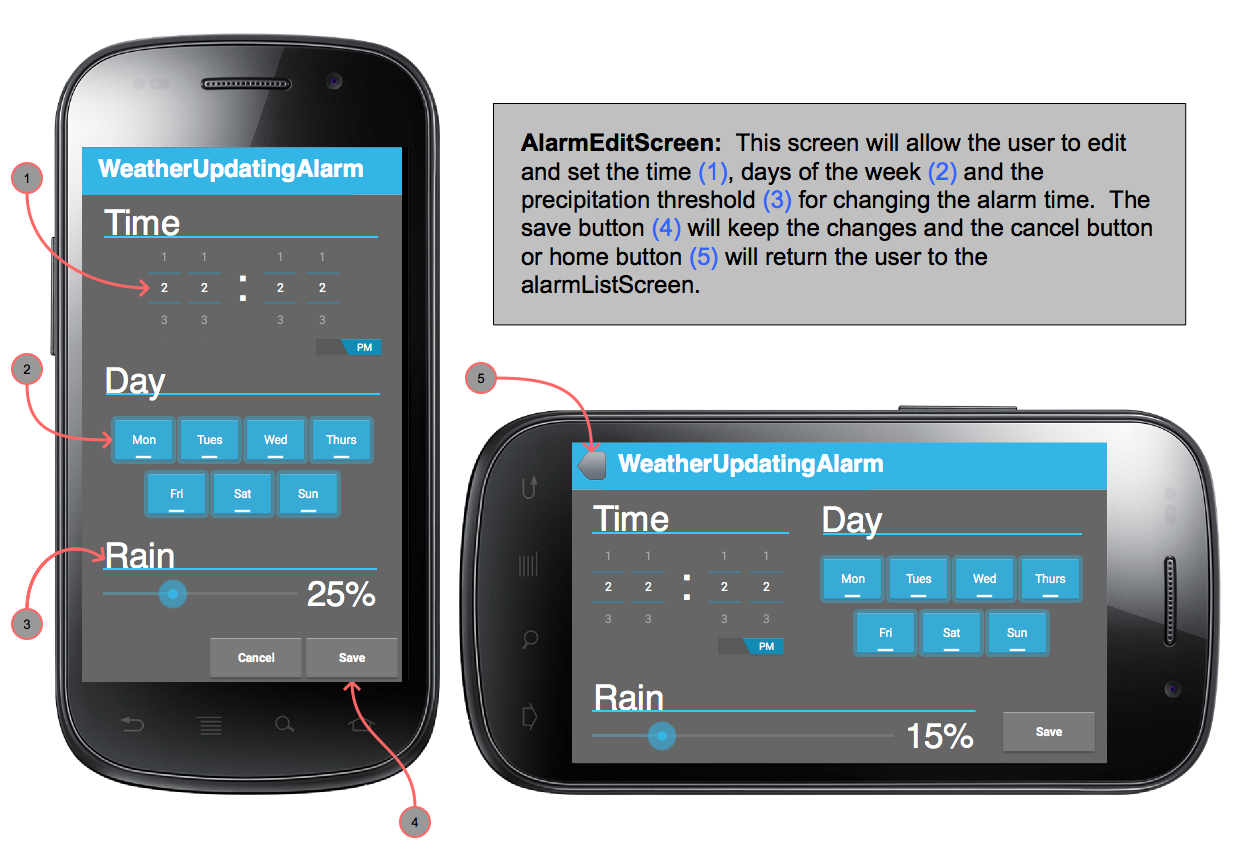 AlarmEditScreen: This screen will allow the user to edit
and set the time (1), days of the week (2) and the
precipitation threshold (3) for changing the alarm time. The
save button (4) will keep the changes and the cancel button
or home button (5) will return the user to the
alarmListScreen.
1
WeatherUpdatingAlarm
Time
1 1 1 1
2 2 : 2 2
3 3 3 3
PM
2
Day
Mon Tues Wed Thurs
Fri Sat Sun
3
Rain
25%
Cancel Save
4
5
WeatherUpdatingAlarm
Time
1 1 1 1
2 2 : 2 2
3 3 3 3
PM
Day
Mon Tues Wed Thurs
Fri Sat Sun
Rain
15%
Save